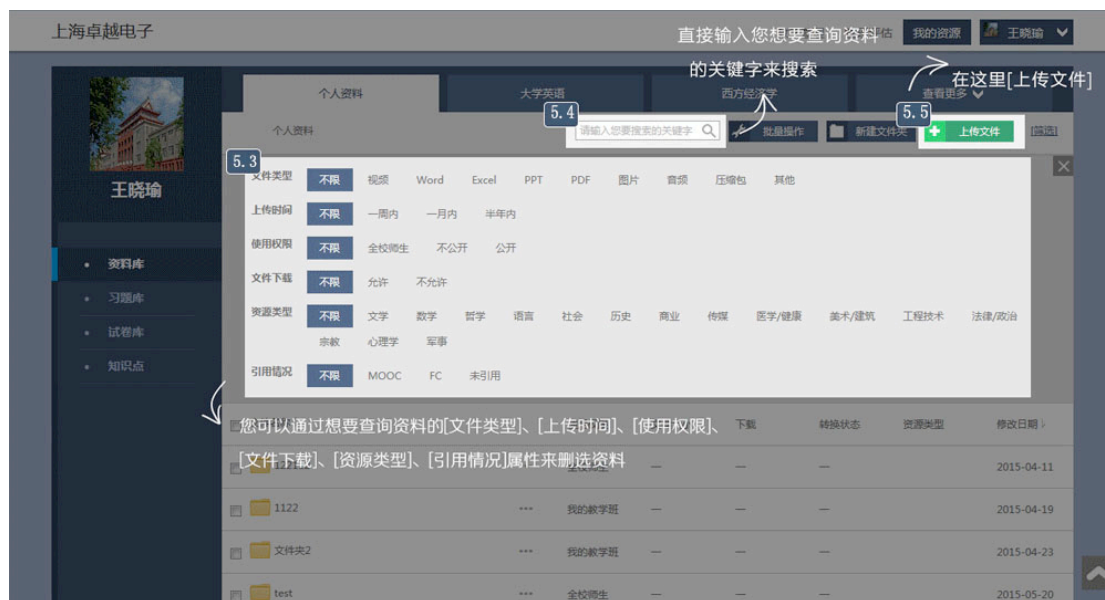 上海卓越电子
估 我的资源 王晓瑜
直接输入您想要查询资料
的关键字来搜索
在这里[上传文件]
个人资料 大学英语 西方经济学 查看更多
5.4
5.5
个人资料 请输入您要搜索的关键字 批量操作 新建文件夹 上传文件 [筛选]
5.3
王晓瑜
资料库
习题库
试卷库
知识点
文件类型 不限 视频 Word Excel PPT PDF 图片 音频 压缩包 其他
上传时间 不限 一周内 一月内 半年内
使用权限 不限 全校师生 不公开 公开
文件下载 不限 允许 不允许
资源类型 不限 文学 数学 哲学 语言 社会 历史 商业 传媒 医学/健康 美术/建筑 工程技术 法律/政治
宗教 心理学 军事
引用情况 不限 MOOC FC 未引用
您可以通过想要查询资料的[文件类型]、[上传时间]、[使用权限]、
[文件下载]、[资源类型]、[引用情况]属性来删选资料
下载 转换状态 资源类型 修改日期
全校师生 — — — 2015-04-11
1122 ••• 我的教学班 — — — 2015-04-19
文件夹2 ••• 我的教学班 — — — 2015-04-23
test ••• 全校师生 — — — 2015-05-20